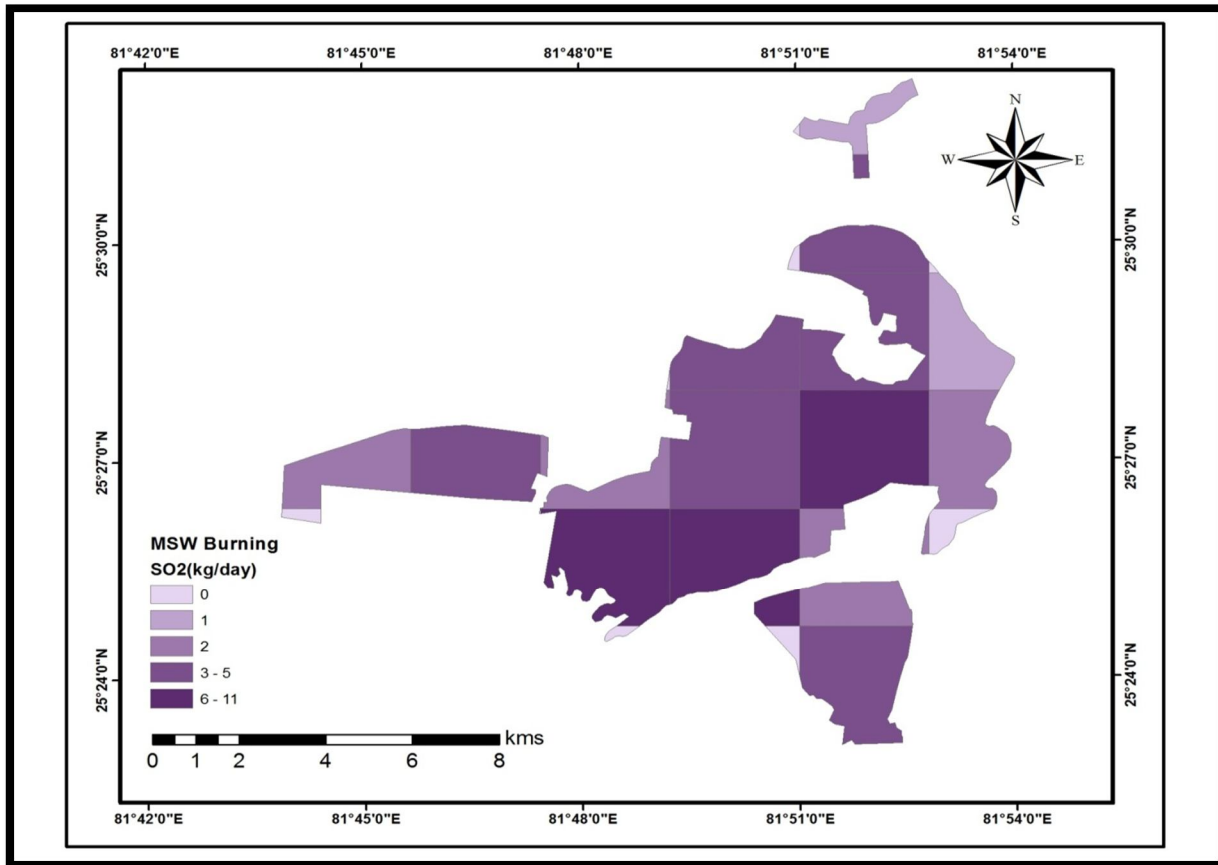 81°42'0"E 81°45'0"E 81°48'0"E 81°51'0"E 81°54'0"E
N
W E
S
25°30'0"N 25°30'0"N
25°27'0"N 25°27'0"N
25°24'0"N 25°24'0"N
MSW Burning
SO2(kg/day)
0
1
2
3 - 5
6 - 11
kms
0 1 2 4 6 8
81°42'0"E 81°45'0"E 81°48'0"E 81°51'0"E 81°54'0"E